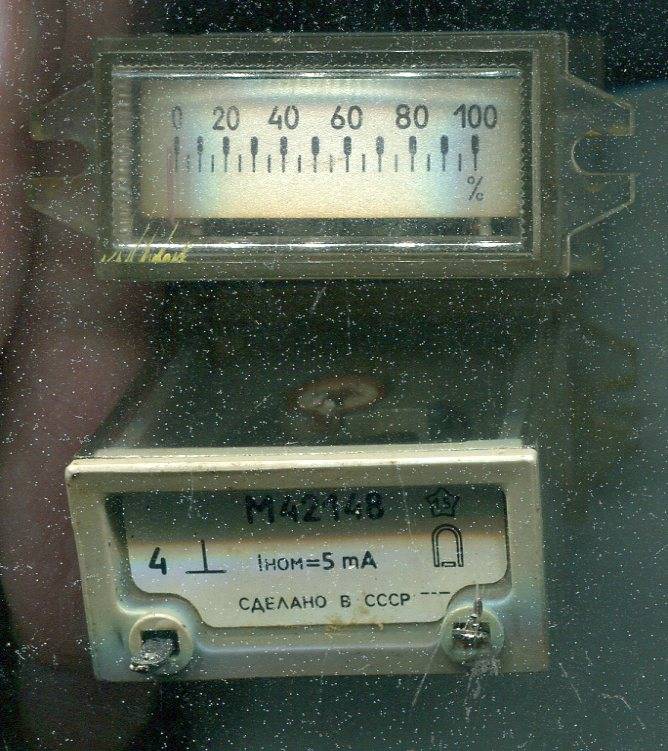 0 20 40 60 80 100
%
М42148
4 ⊥ Iном=5 mA
СДЕЛАНО В СССР